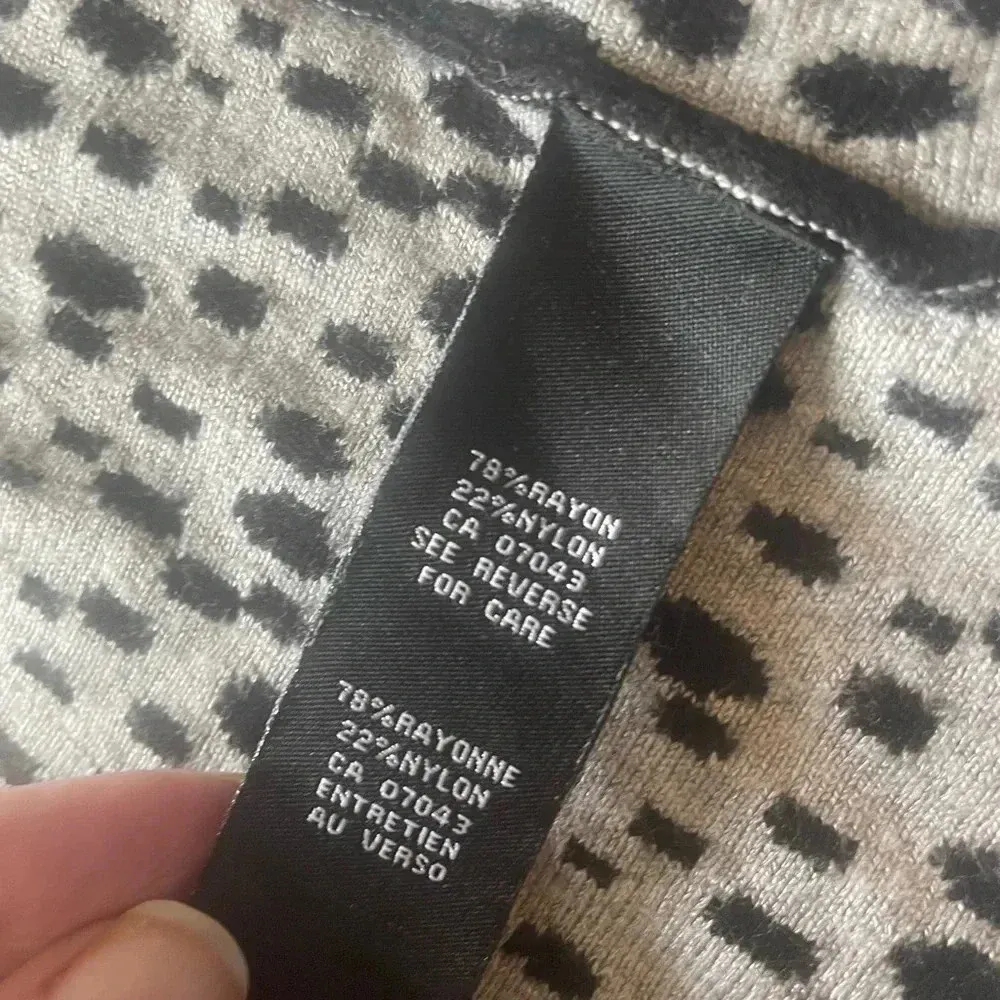 78%RAYON
22%NYLON
CA 07043
SEE REVERSE
FOR CARE
78%RAYONNE
22%NYLON
CA 07043
ENTRETIEN
AU VERSO